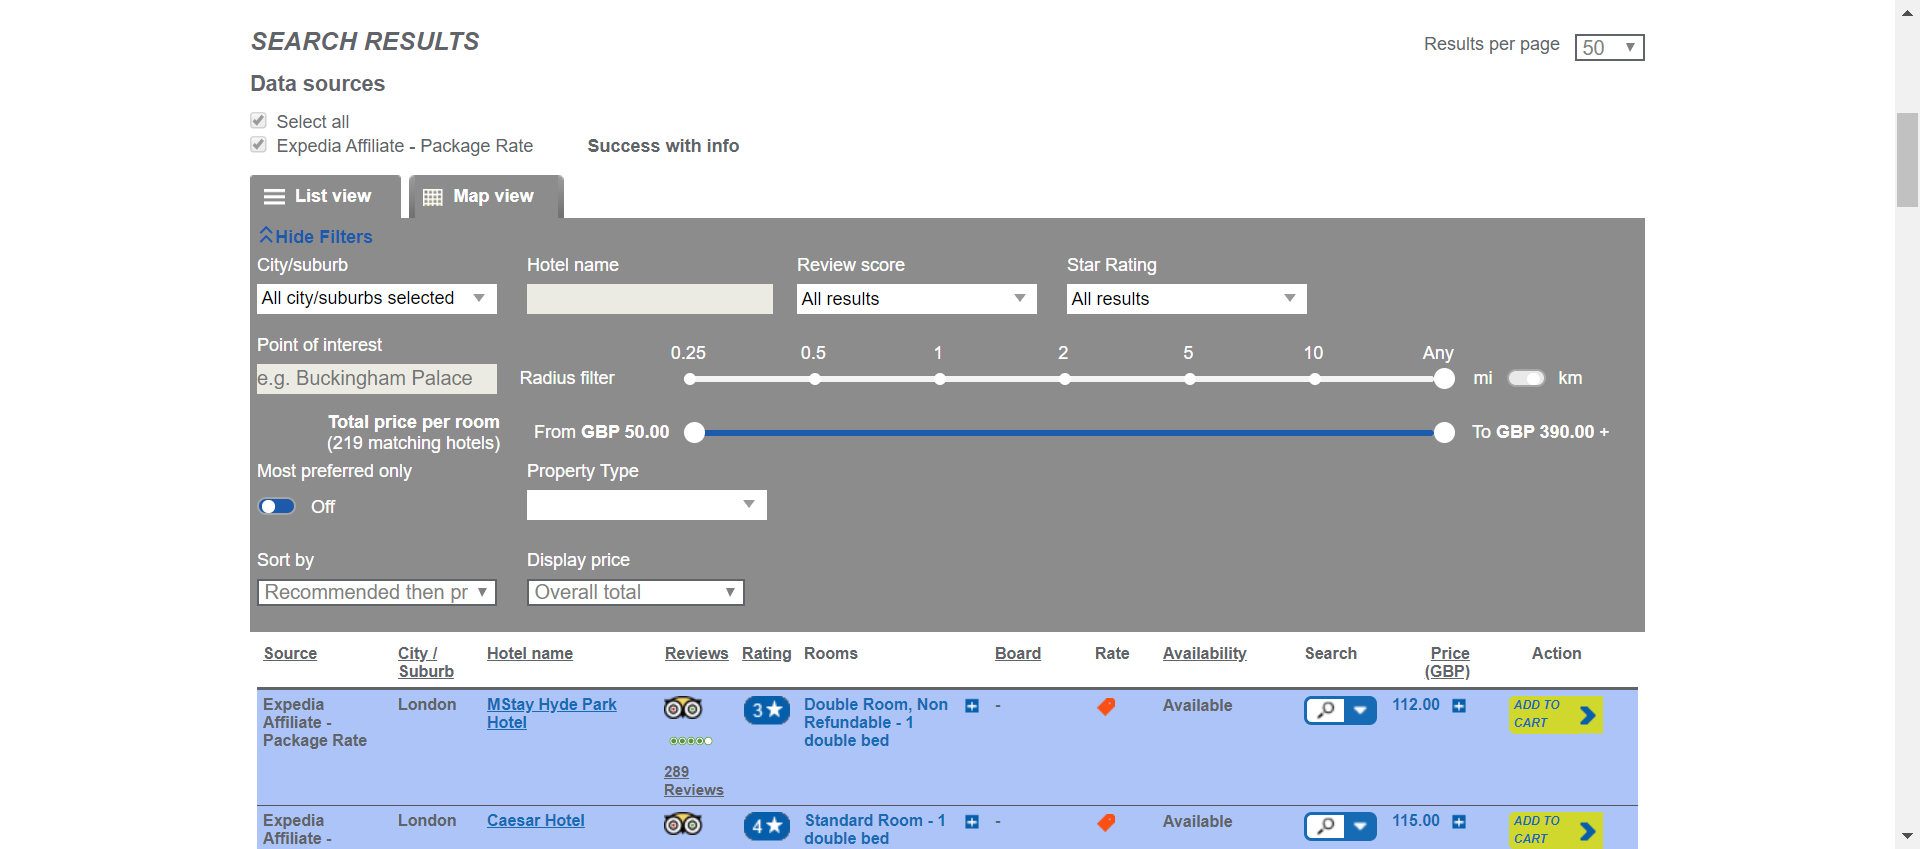 SEARCH RESULTS
Results per page 50
Data sources
Select all
Expedia Affiliate - Package Rate Success with info
List view Map view
Hide Filters
City/suburb Hotel name Review score Star Rating
All city/suburbs selected All results All results
Point of interest 0.25 0.5 1 2 5 10 Any
e.g. Buckingham Palace Radius filter mi km
Total price per room
(219 matching hotels) From GBP 50.00 To GBP 390.00 +
Most preferred only Property Type
Off
Sort by Display price
Recommended then pr Overall total
Source City / Suburb Hotel name Reviews Rating Rooms Board Rate Availability Search Price (GBP) Action
Expedia London MStay Hyde Park 3 Double Room, Non - Available 112.00 ADD TO
Affiliate - Hotel Refundable - 1 CART
Package Rate double bed
289
Reviews
Expedia London Caesar Hotel 4 Standard Room - 1 - Available 115.00 ADD TO
Affiliate - double bed CART